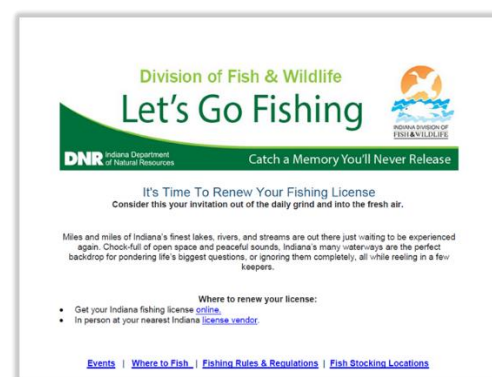 Division of Fish & Wildlife
Let's Go Fishing
INDIANA DIVISION OF
FISH & WILDLIFE
DNR Indiana Department
of Natural Resources
Catch a Memory You'll Never Release
It's Time To Renew Your Fishing License
Consider this your invitation out of the daily grind and into the fresh air.
Miles and miles of Indiana's finest lakes, rivers, and streams are out there just waiting to be experienced
again. Chock-full of open space and peaceful sounds, Indiana's many waterways are the perfect
backdrop for pondering life's biggest questions, or ignoring them completely, all while reeling in a few
keepers.
Where to renew your license:
• Get your Indiana fishing license online.
• In person at your nearest Indiana license vendor.
Events | Where to Fish | Fishing Rules & Regulations | Fish Stocking Locations